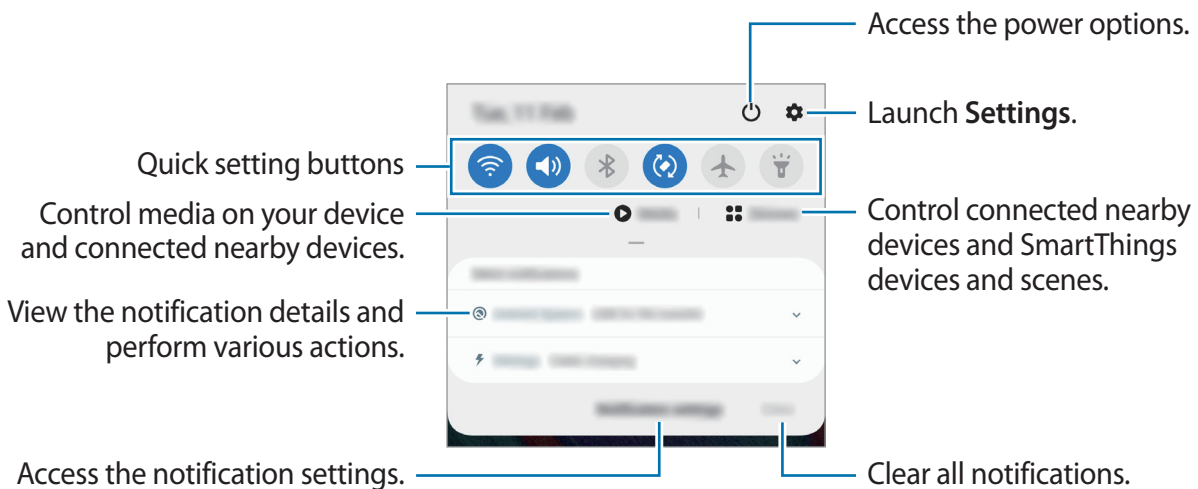 Access the power options.
Launch Settings.
Quick setting buttons
Control media on your device
and connected nearby devices.
Control connected nearby
devices and SmartThings
devices and scenes.
View the notification details and
perform various actions.
Access the notification settings.
Clear all notifications.